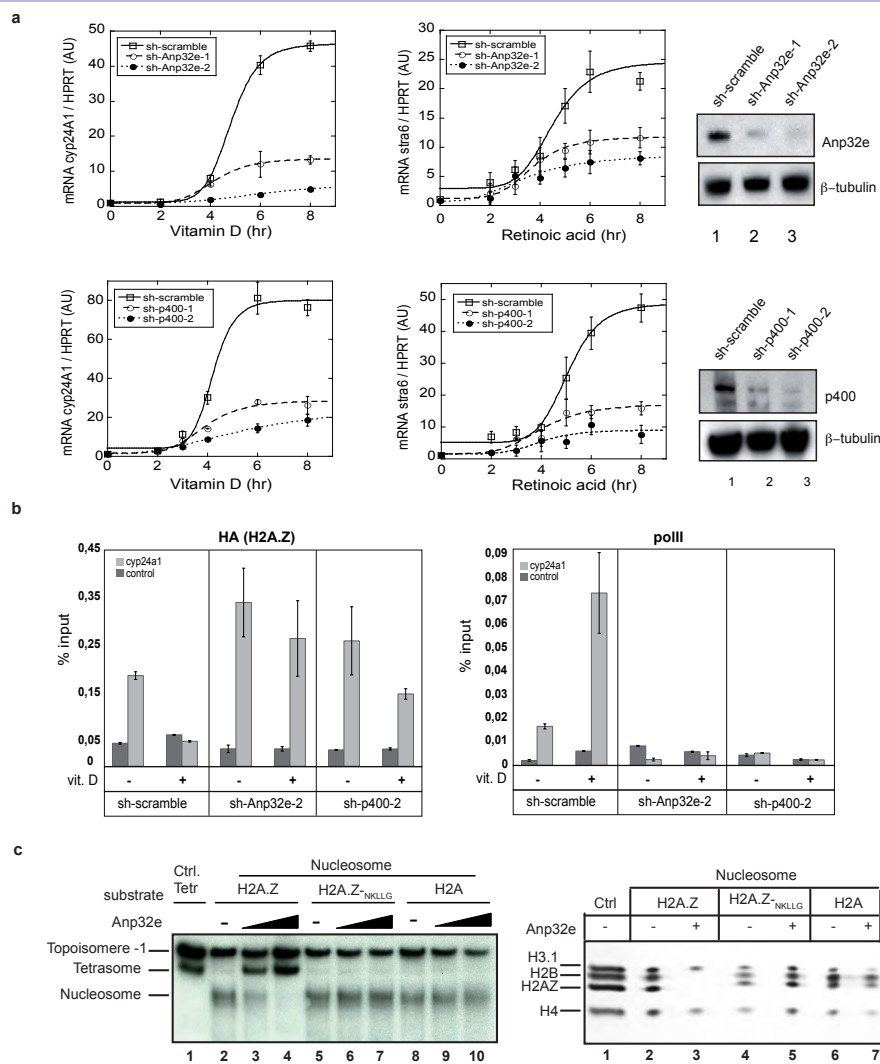 a
mRNA cyp24A1 / HPRT (AU)
50
40
30
20
10
0
sh-scramble
sh-Anp32e-1
sh-Anp32e-2
0 2 4 6 8
Vitamin D (hr)
mRNA stra6 / HPRT (AU)
30
25
20
15
10
5
0
sh-scramble
sh-Anp32e-1
sh-Anp32e-2
0 2 4 6 8
Retinoic acid (hr)
sh-scramble
sh-Anp32e-1
sh-Anp32e-2
Anp32e
β-tubulin
1 2 3
mRNA cyp24A1 / HPRT (AU)
80
60
40
20
0
sh-scramble
sh-p400-1
sh-p400-2
0 2 4 6 8
Vitamin D (hr)
mRNA stra6 / HPRT (AU)
50
40
30
20
10
0
sh-scramble
sh-p400-1
sh-p400-2
0 2 4 6 8
Retinoic acid (hr)
sh-scramble
sh-p400-1
sh-p400-2
p400
β-tubulin
1 2 3
b
HA (H2A.Z)
% input
0,45
0,35
0,25
0,15
0,05
0
cyp24a1
control
vit. D - + - + - +
sh-scramble sh-Anp32e-2 sh-p400-2
polII
% input
0,09
0,08
0,07
0,06
0,05
0,04
0,03
0,02
0,01
0
cyp24a1
control
vit. D - + - + - +
sh-scramble sh-Anp32e-2 sh-p400-2
c
Ctrl.
Tetr
Nucleosome
substrate H2A.Z H2A.Z-NKLLG H2A
Anp32e - - -
Topoisomere -1
Tetrasome
Nucleosome
1 2 3 4 5 6 7 8 9 10
Nucleosome
Ctrl H2A.Z H2A.Z-NKLLG H2A
Anp32e - - + - + - +
H3.1
H2B
H2AZ
H4
1 2 3 4 5 6 7